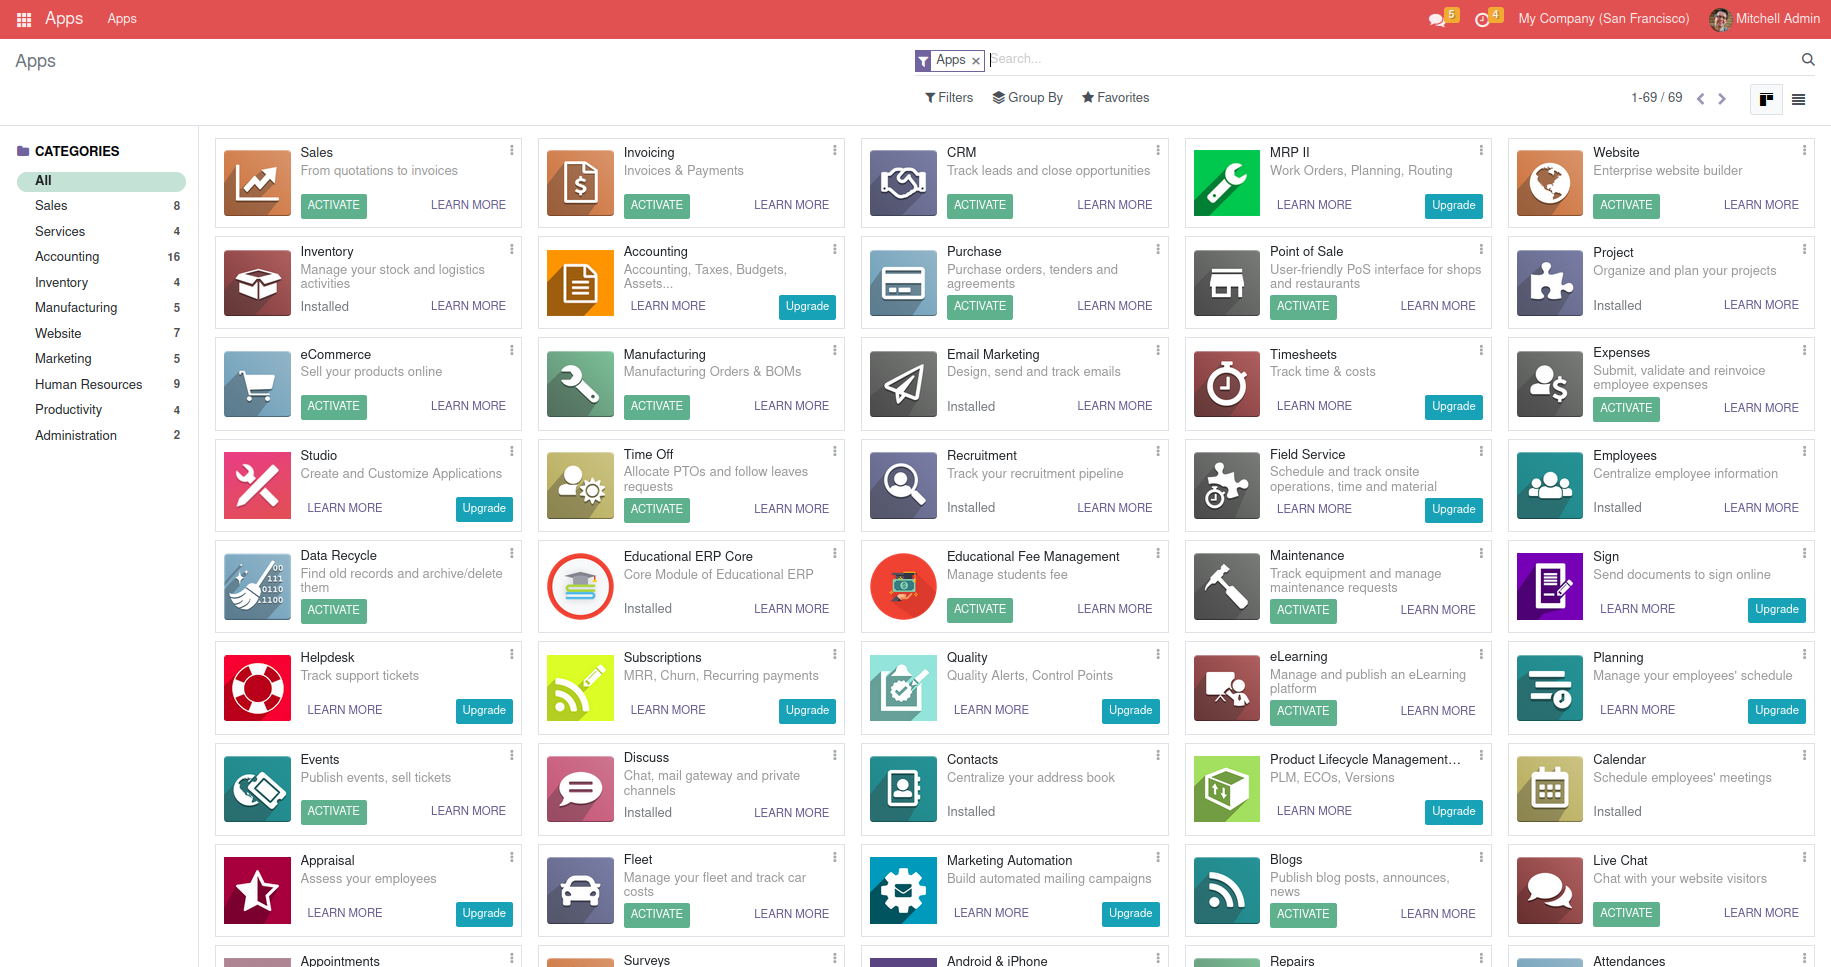 Apps Apps 5 4 My Company (San Francisco) Mitchell Admin
Apps
Apps × Search...
Filters Group By Favorites 1-69 / 69
CATEGORIES
All
Sales 8
Services 4
Accounting 16
Inventory 4
Manufacturing 5
Website 7
Marketing 5
Human Resources 9
Productivity 4
Administration 2
Sales
From quotations to invoices
ACTIVATE LEARN MORE
Invoicing
Invoices & Payments
ACTIVATE LEARN MORE
CRM
Track leads and close opportunities
ACTIVATE LEARN MORE
MRP II
Work Orders, Planning, Routing
LEARN MORE Upgrade
Website
Enterprise website builder
ACTIVATE LEARN MORE
Inventory
Manage your stock and logistics
activities
Installed LEARN MORE
Accounting
Accounting, Taxes, Budgets,
Assets...
LEARN MORE Upgrade
Purchase
Purchase orders, tenders and
agreements
ACTIVATE LEARN MORE
Point of Sale
User-friendly PoS interface for shops
and restaurants
ACTIVATE LEARN MORE
Project
Organize and plan your projects
Installed LEARN MORE
eCommerce
Sell your products online
ACTIVATE LEARN MORE
Manufacturing
Manufacturing Orders & BOMs
ACTIVATE LEARN MORE
Email Marketing
Design, send and track emails
Installed LEARN MORE
Timesheets
Track time & costs
LEARN MORE Upgrade
Expenses
Submit, validate and reinvoice
employee expenses
ACTIVATE LEARN MORE
Studio
Create and Customize Applications
LEARN MORE Upgrade
Time Off
Allocate PTOs and follow leaves
requests
ACTIVATE LEARN MORE
Recruitment
Track your recruitment pipeline
Installed LEARN MORE
Field Service
Schedule and track onsite
operations, time and material
LEARN MORE Upgrade
Employees
Centralize employee information
Installed LEARN MORE
00
111
0110
1100
Data Recycle
Find old records and archive/delete
them
ACTIVATE
Educational ERP Core
Core Module of Educational ERP
Installed LEARN MORE
Educational Fee Management
Manage students fee
ACTIVATE LEARN MORE
Maintenance
Track equipment and manage
maintenance requests
ACTIVATE LEARN MORE
Sign
Send documents to sign online
LEARN MORE Upgrade
Helpdesk
Track support tickets
LEARN MORE Upgrade
Subscriptions
MRR, Churn, Recurring payments
LEARN MORE Upgrade
Quality
Quality Alerts, Control Points
LEARN MORE Upgrade
eLearning
Manage and publish an eLearning
platform
ACTIVATE LEARN MORE
Planning
Manage your employees' schedule
LEARN MORE Upgrade
Events
Publish events, sell tickets
ACTIVATE LEARN MORE
Discuss
Chat, mail gateway and private
channels
Installed LEARN MORE
Contacts
Centralize your address book
Installed
Product Lifecycle Management...
PLM, ECOs, Versions
LEARN MORE Upgrade
Calendar
Schedule employees' meetings
Installed
Appraisal
Assess your employees
LEARN MORE Upgrade
Fleet
Manage your fleet and track car
costs
ACTIVATE LEARN MORE
Marketing Automation
Build automated mailing campaigns
LEARN MORE Upgrade
Blogs
Publish blog posts, announces,
news
ACTIVATE LEARN MORE
Live Chat
Chat with your website visitors
ACTIVATE LEARN MORE
Appointments
Surveys
Android & iPhone
Repairs
Attendances